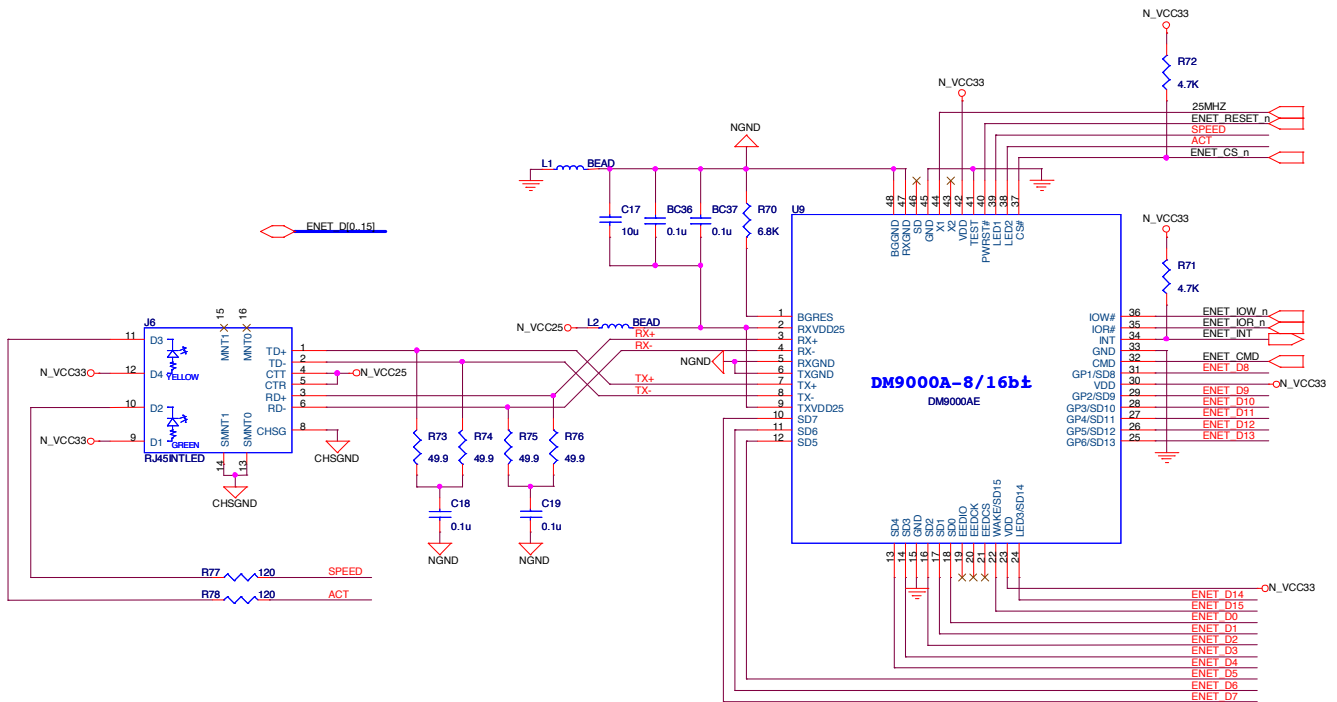 N_VCC33
R72
4.7K
N_VCC33
25MHZ
ENET_RESET_n
SPEED
ACT
ENET_CS_n
NGND
L1 BEAD
C17
10u
BC36
0.1u
BC37
0.1u
R70
6.8K
U9
48 47 46 45 44 43 42 41 40 39 38 37
BGGND RXGND SD GND X1 X2 VDD TEST PWRST# LED1 LED2 CS#
N_VCC33
R71
4.7K
ENET_D[0..15]
J6
15 16
MNT1 MNT0
11 D3
12 D4
YELLOW
10 D2
9 D1
GREEN
N_VCC33
N_VCC33
TD+ 1
TD- 2
CTT 4
CTR 5
RD+ 3
RD- 6
CHSG 8
SMNT1 SMNT0
14 13
RJ45INTLED
CHSGND
CHSGND
N_VCC25
N_VCC25
L2 BEAD
RX+
RX-
NGND
TX+
TX-
1 BGRES
2 RXVDD25
3 RX+
4 RX-
5 RXGND
6 TXGND
7 TX+
8 TX-
9 TXVDD25
10 SD7
11 SD6
12 SD5
DM9000A-8/16bit
DM9000AE
IOW# 36 ENET_IOW_n
IOR# 35 ENET_IOR_n
INT 34 ENET_INT
GND 33
CMD 32 ENET_CMD
GP1/SD8 31 ENET_D8
VDD 30 N_VCC33
GP2/SD9 29 ENET_D9
GP3/SD10 28 ENET_D10
GP4/SD11 27 ENET_D11
GP5/SD12 26 ENET_D12
GP6/SD13 25 ENET_D13
R73
49.9
R74
49.9
R75
49.9
R76
49.9
C18
0.1u
C19
0.1u
NGND
NGND
SD4 SD3 GND SD2 SD1 SD0 EEDIO EEDCK EEDCS WAKE/SD15 VDD LED3/SD14
13 14 15 16 17 18 19 20 21 22 23 24
R77 120 SPEED
R78 120 ACT
N_VCC33
ENET_D14
ENET_D15
ENET_D0
ENET_D1
ENET_D2
ENET_D3
ENET_D4
ENET_D5
ENET_D6
ENET_D7